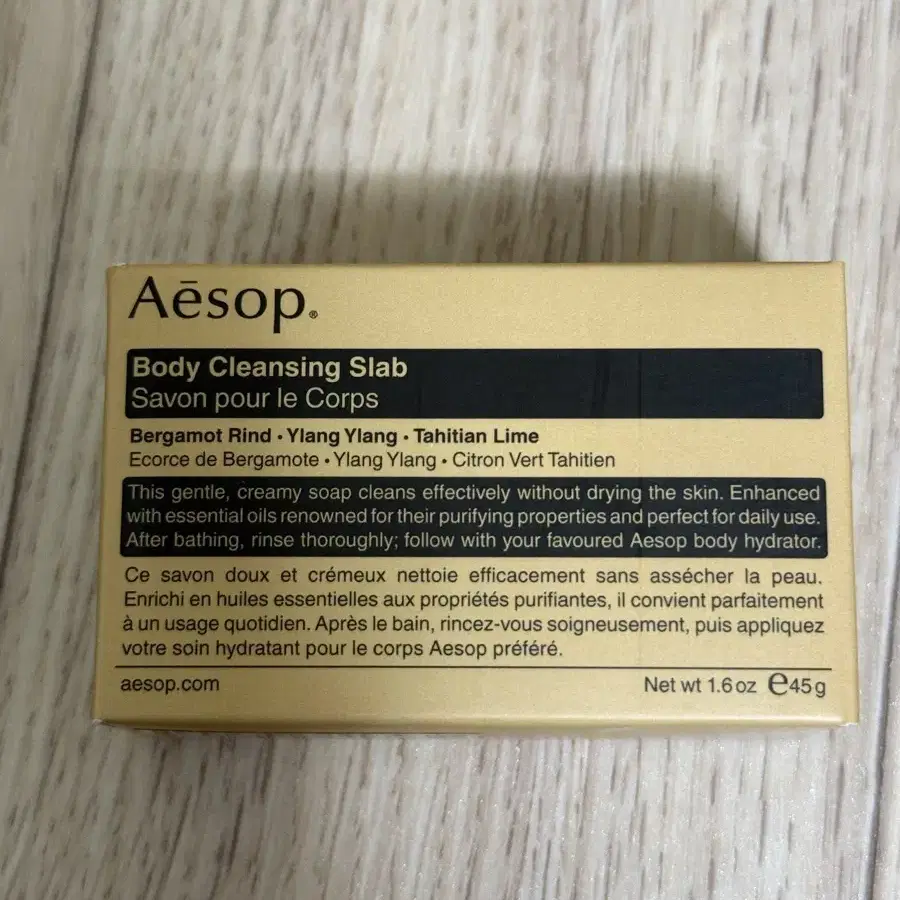 Aēsop®
Body Cleansing Slab
Savon pour le Corps
Bergamot Rind • Ylang Ylang • Tahitian Lime
Ecorce de Bergamote • Ylang Ylang • Citron Vert Tahitien
This gentle, creamy soap cleans effectively without drying the skin. Enhanced
with essential oils renowned for their purifying properties and perfect for daily use.
After bathing, rinse thoroughly; follow with your favoured Aesop body hydrator.
Ce savon doux et crémeux nettoie efficacement sans assécher la peau.
Enrichi en huiles essentielles aux propriétés purifiantes, il convient parfaitement
à un usage quotidien. Après le bain, rincez-vous soigneusement, puis appliquez
votre soin hydratant pour le corps Aesop préféré.
aesop.com Net wt 1.6 oz ℮45 g